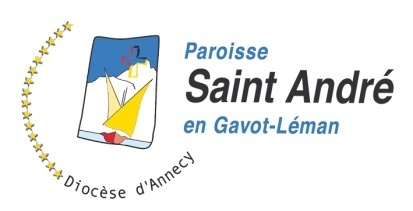 Paroisse
Saint André
en Gavot-Léman
Diocèse d'Annecy